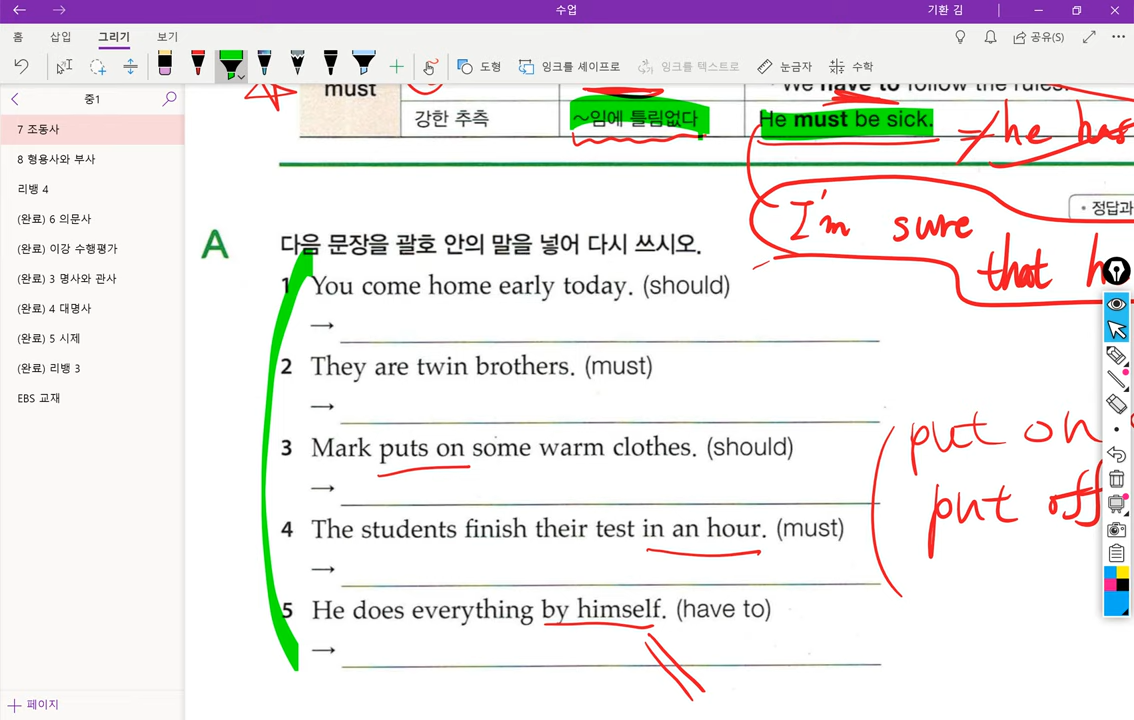 수업
기환 김
홈 삽입 그리기 보기
공유(S)
도형 잉크를 셰이프로 잉크를 텍스트로 눈금자 수학
중1
7 조동사
8 형용사와 부사
리뱅 4
(완료) 6 의문사
(완료) 이강 수행평가
(완료) 3 명사와 관사
(완료) 4 대명사
(완료) 5 시제
(완료) 리뱅 3
EBS 교재
페이지
must
We have to follow the rules.
강한 추측 ~임에 틀림없다 He must be sick.
he has
정답과
I'm sure
that h
A 다음 문장을 괄호 안의 말을 넣어 다시 쓰시오.
1 You come home early today. (should)
→
2 They are twin brothers. (must)
→
3 Mark puts on some warm clothes. (should)
→
4 The students finish their test in an hour. (must)
→
5 He does everything by himself. (have to)
→
put on
put off